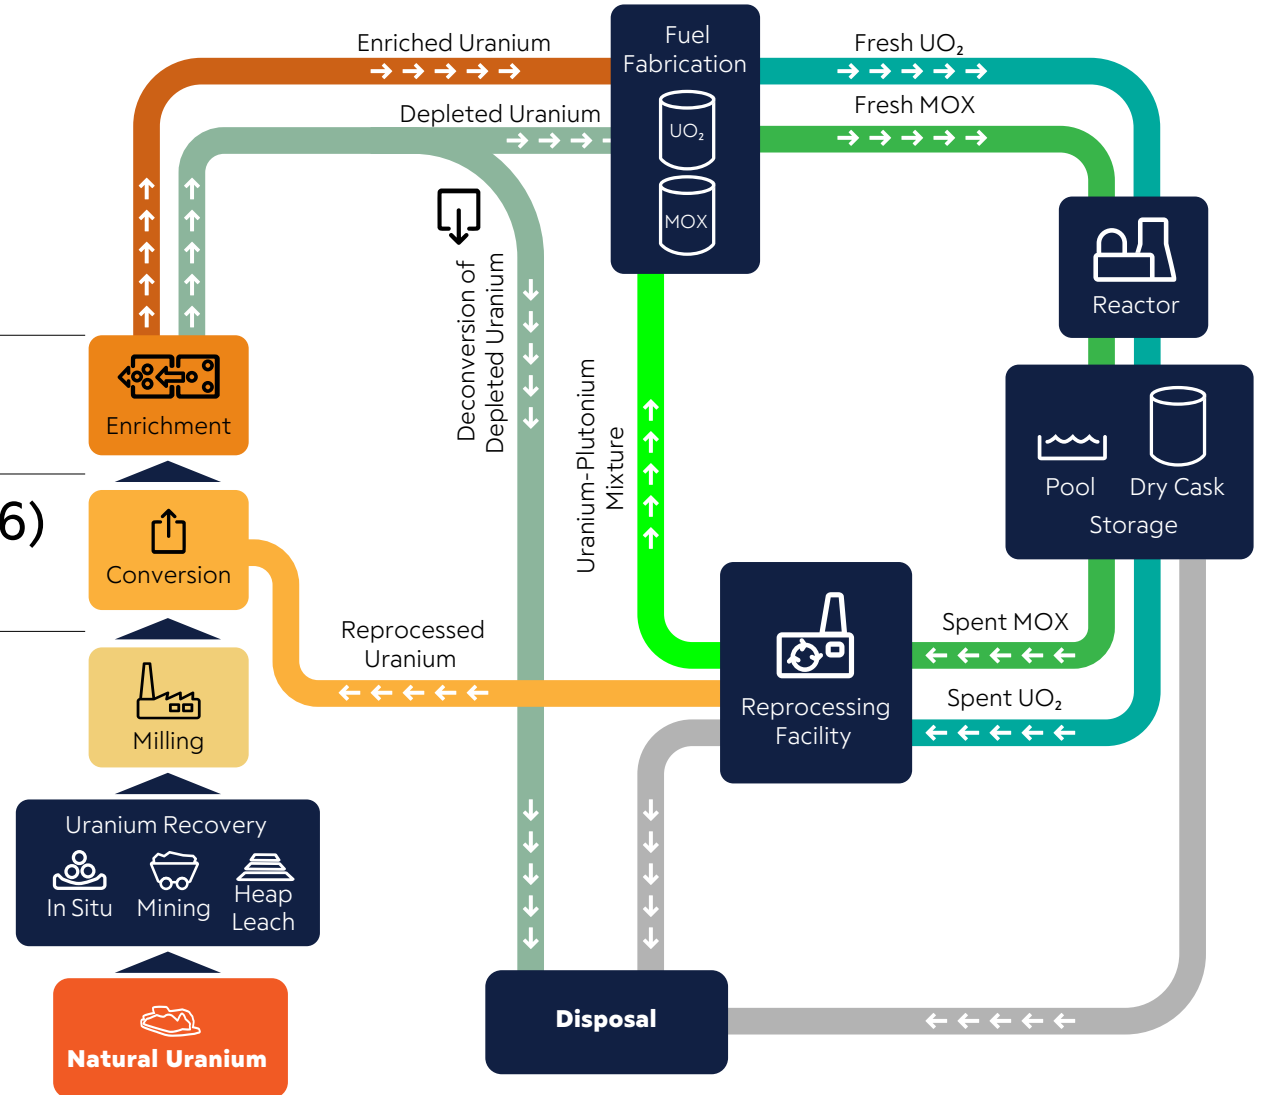 Enriched Uranium
Depleted Uranium
Fuel
Fabrication
UO₂
MOX
Fresh UO₂
Fresh MOX
Reactor
Pool
Dry Cask
Storage
Deconversion of
Depleted Uranium
Uranium-Plutonium
Mixture
Enrichment
6)
Conversion
Reprocessed
Uranium
Milling
Reprocessing
Facility
Spent MOX
Spent UO₂
Uranium Recovery
In Situ
Mining
Heap
Leach
Disposal
Natural Uranium